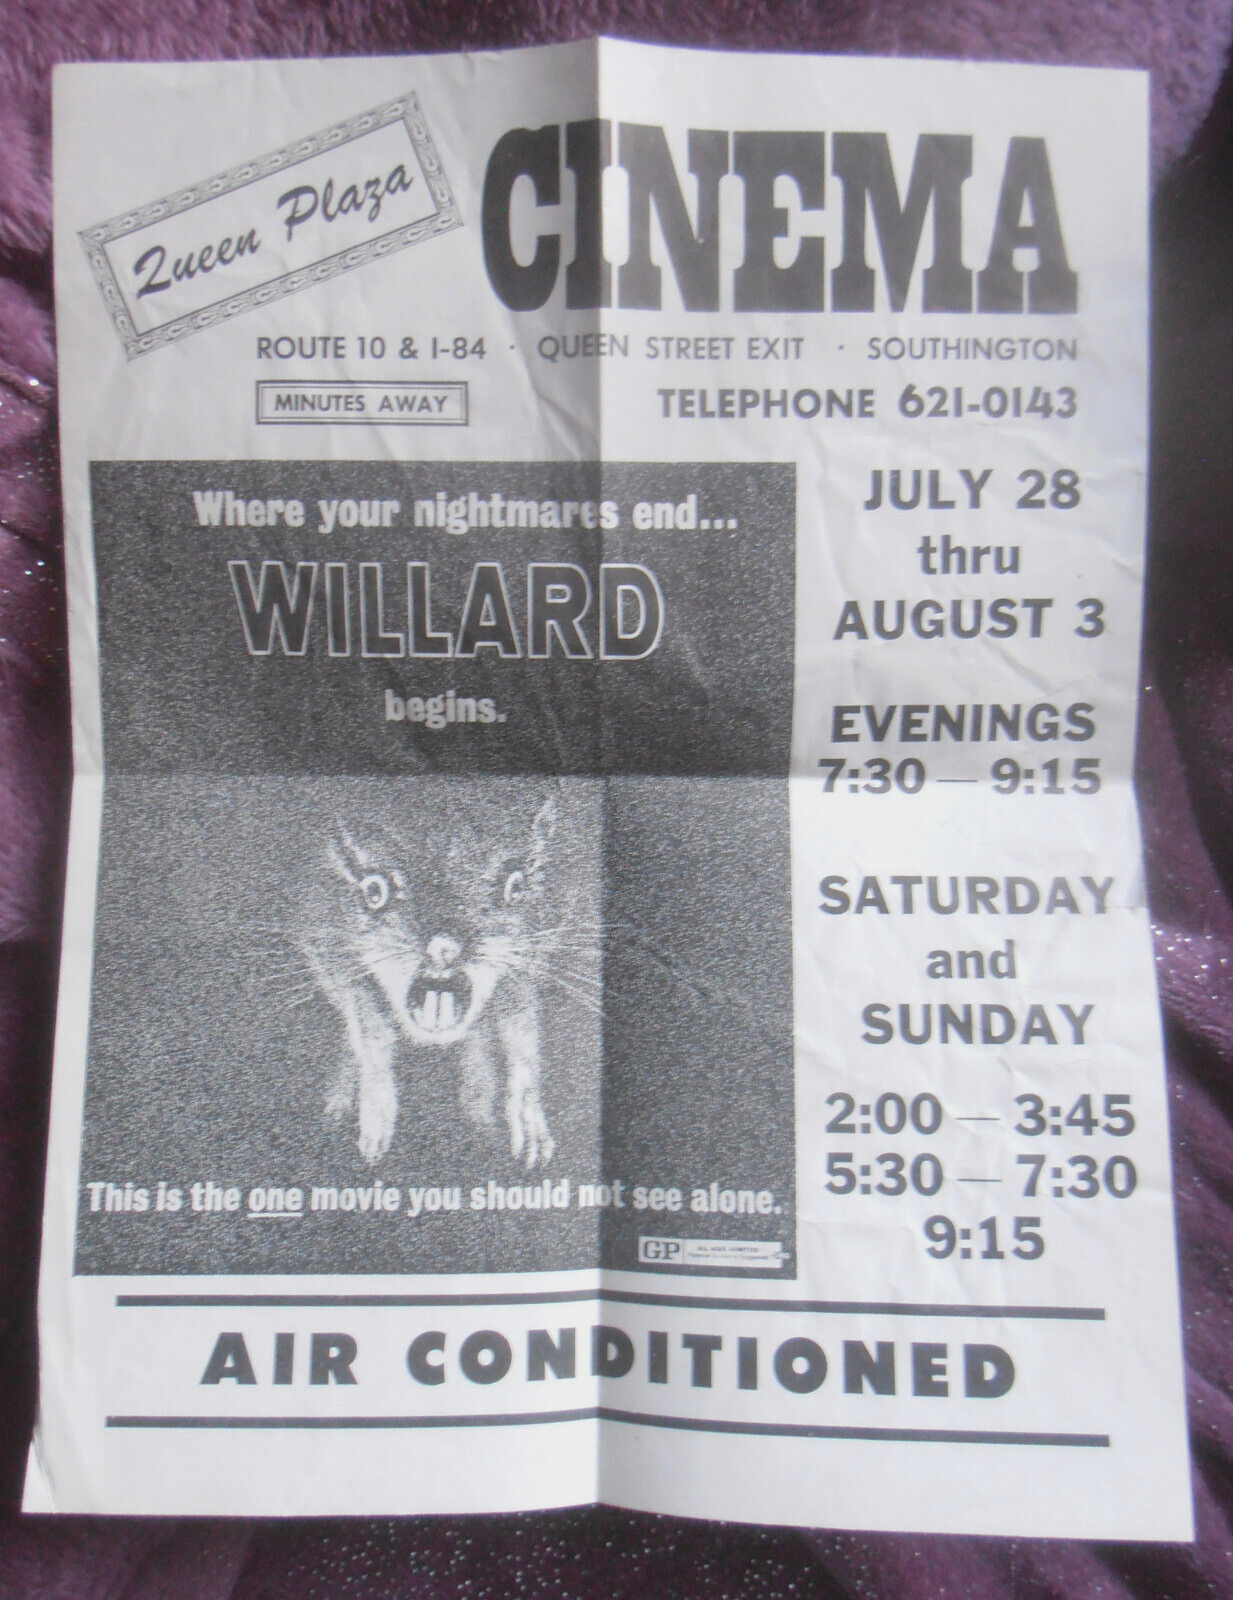 Queen Plaza
CINEMA
ROUTE 10 & I-84 · QUEEN STREET EXIT · SOUTHINGTON
MINUTES AWAY
TELEPHONE 621-0143
Where your nightmares end...
WILLARD
begins.
This is the one movie you should not see alone.
GP
ALL AGES ADMITTED
JULY 28
thru
AUGUST 3
EVENINGS
7:30 — 9:15
SATURDAY
and
SUNDAY
2:00 — 3:45
5:30 — 7:30
9:15
AIR CONDITIONED